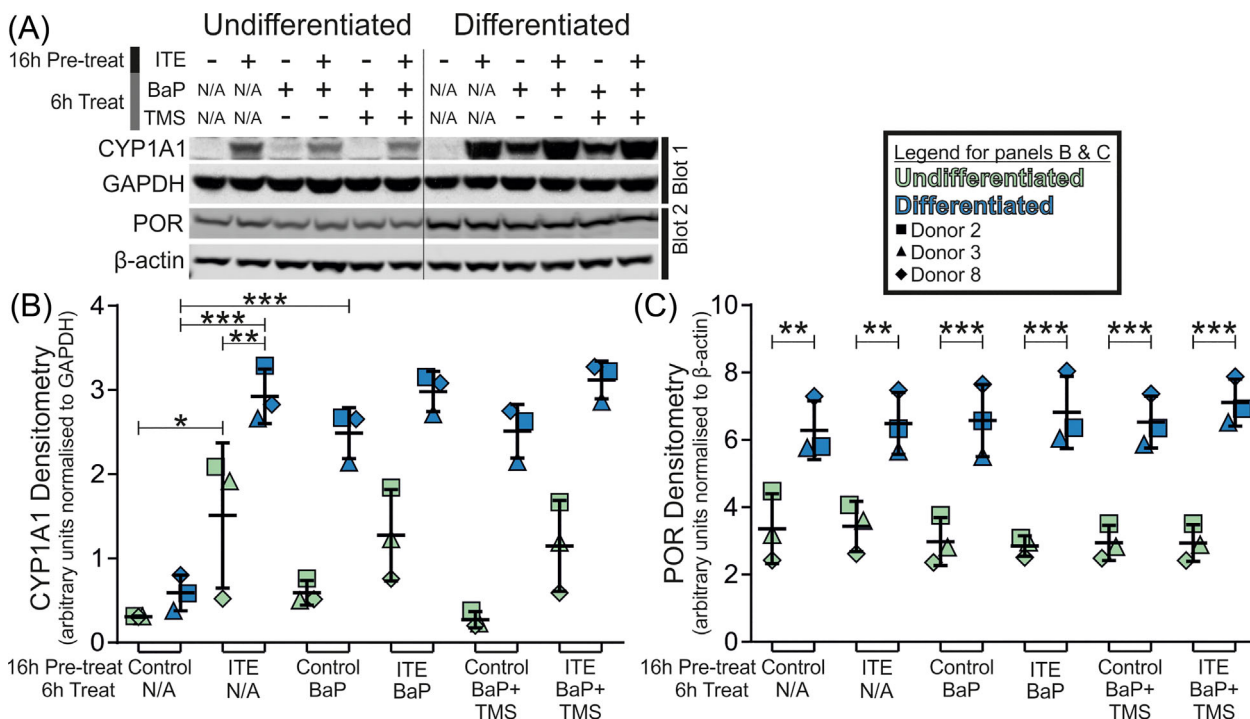 (A)
Undifferentiated Differentiated
16h Pre-treat ITE - + - + - + - + - + - +
6h Treat
BaP N/A N/A + + + + N/A N/A + + + +
TMS N/A N/A - - + + N/A N/A - - + +
CYP1A1
GAPDH
Blot 1
POR
β-actin
Blot 2
Legend for panels B & C
Undifferentiated
Differentiated
Donor 2
Donor 3
Donor 8
(B)
CYP1A1 Densitometry
(arbitrary units normalised to GAPDH)
4
3
2
1
0
***
***
**
*
16h Pre-treat Control ITE Control ITE Control ITE
6h Treat N/A N/A BaP BaP BaP+ BaP+
TMS TMS
(C)
POR Densitometry
(arbitrary units normalised to β-actin)
10
8
6
4
2
0
** ** *** *** *** ***
16h Pre-treat Control ITE Control ITE Control ITE
6h Treat N/A N/A BaP BaP BaP+ BaP+
TMS TMS